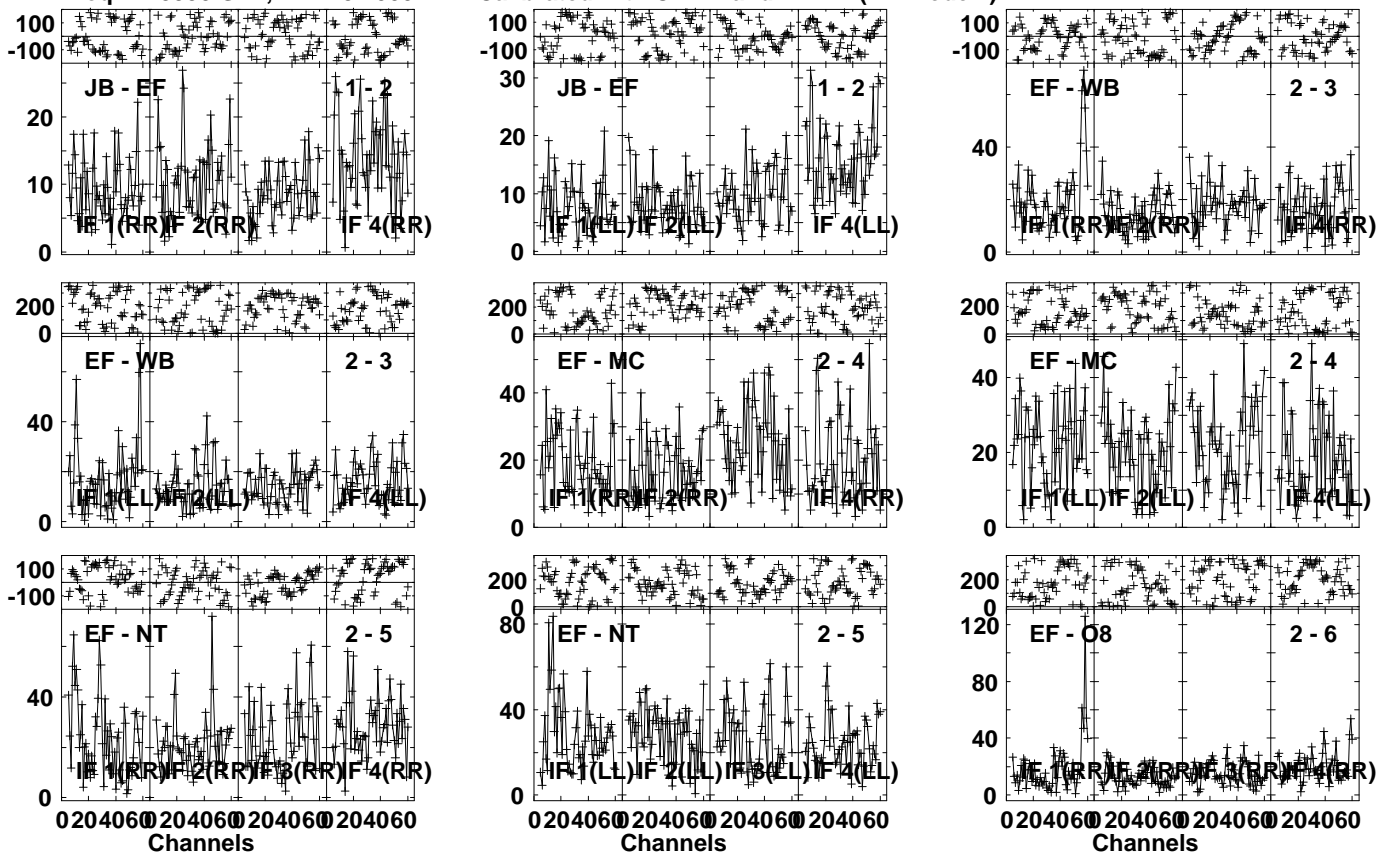 100
-100
JB - EF 1 - 2
20
10
0
IF 1(RR) IF 2(RR) IF 4(RR)
100
-100
JB - EF 1 - 2
30
20
10
0
IF 1(LL) IF 2(LL) IF 4(LL)
100
-100
EF - WB 2 - 3
40
0
IF 1(RR) IF 2(RR) IF 4(RR)
200
0
EF - WB 2 - 3
40
0
IF 1(LL) IF 2(LL) IF 4(LL)
200
0
EF - MC 2 - 4
40
20
0
IF 1(RR) IF 2(RR) IF 4(RR)
200
0
EF - MC 2 - 4
40
20
0
IF 1(LL) IF 2(LL) IF 4(LL)
100
-100
EF - NT 2 - 5
40
0
IF 1(RR) IF 2(RR) IF 3(RR) IF 4(RR)
0 20 40 60 0 20 40 60 0 20 40 60 0 20 40 60
Channels
200
0
EF - NT 2 - 5
80
40
0
IF 1(LL) IF 2(LL) IF 3(LL) IF 4(LL)
0 20 40 60 0 20 40 60 0 20 40 60 0 20 40 60
Channels
200
0
EF - O8 2 - 6
120
80
40
0
IF 1(RR) IF 2(RR) IF 3(RR) IF 4(RR)
0 20 40 60 0 20 40 60 0 20 40 60 0 20 40 60
Channels